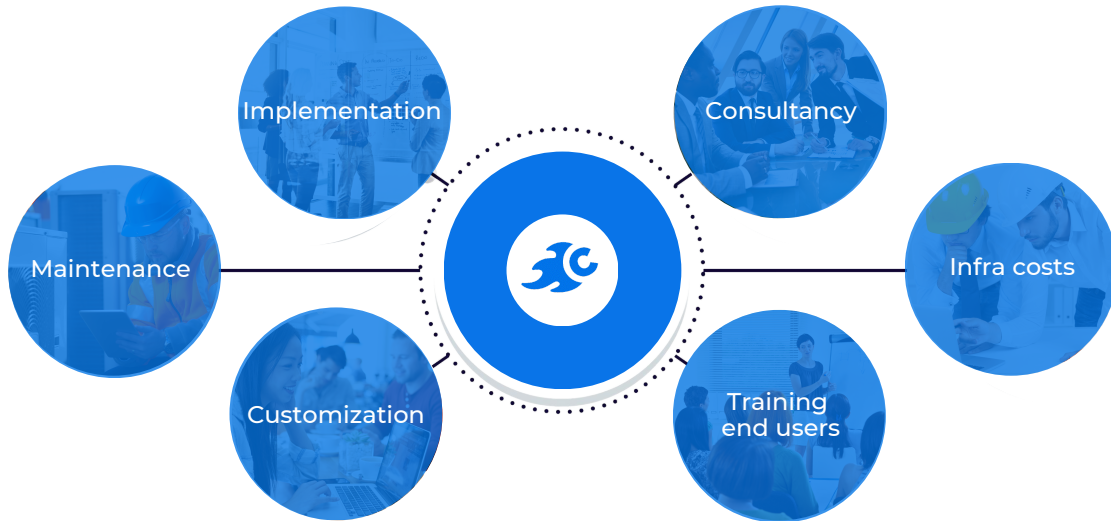 Implementation
Consultancy
Maintenance
Infra costs
Customization
Training
end users